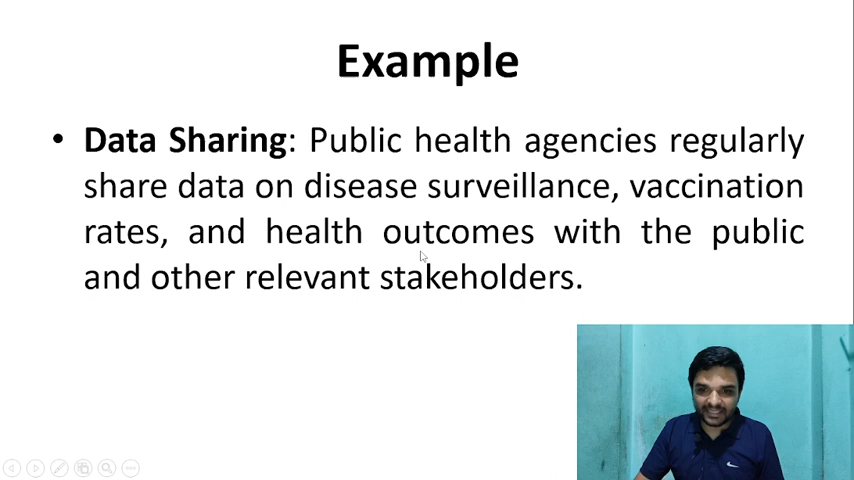 Example
• Data Sharing: Public health agencies regularly
share data on disease surveillance, vaccination
rates, and health outcomes with the public
and other relevant stakeholders.